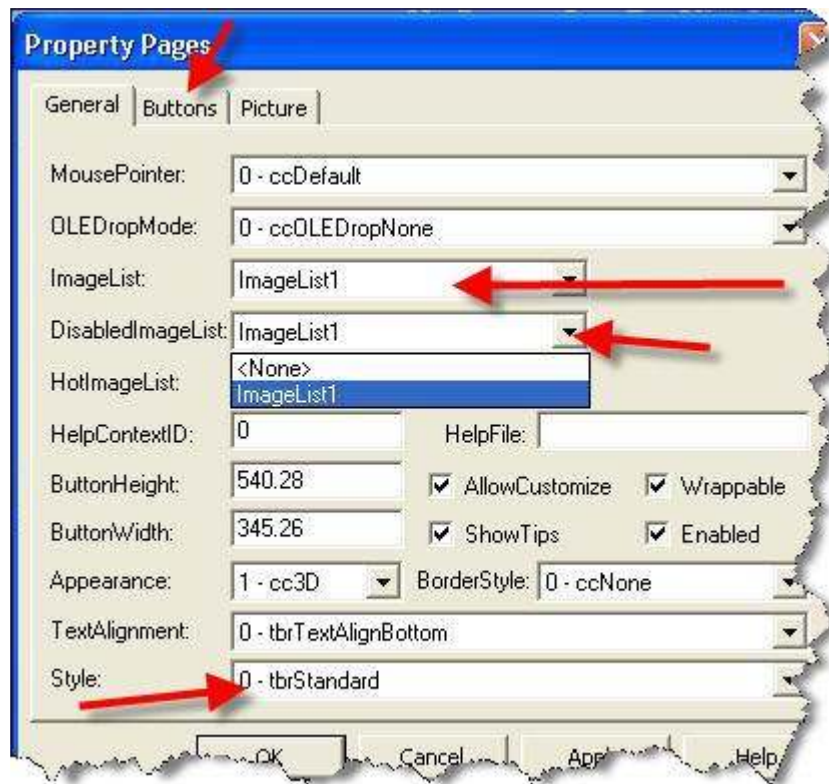 Property Pages
General Buttons Picture
MousePointer: 0 - ccDefault
OLEDropMode: 0 - ccOLEDropNone
ImageList: ImageList1
DisabledImageList: ImageList1
<None>
HotImageList: ImageList1
HelpContextID: 0 HelpFile:
ButtonHeight: 540.28 AllowCustomize Wrappable
ButtonWidth: 345.26 ShowTips Enabled
Appearance: 1 - cc3D BorderStyle: 0 - ccNone
TextAlignment: 0 - tbrTextAlignBottom
Style: 0 - tbrStandard
OK Cancel Help